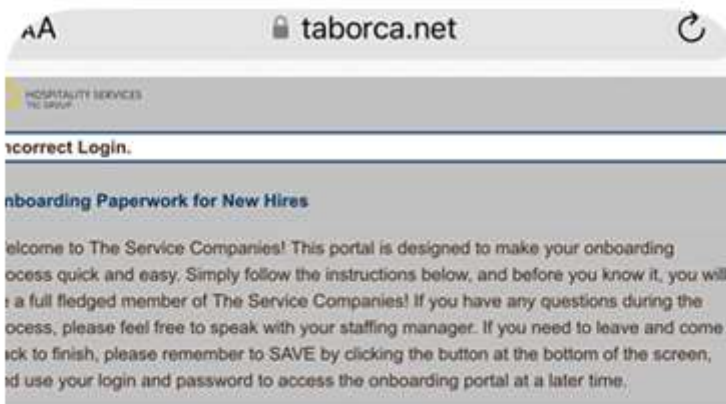 AA taborca.net
HOSPITALITY SERVICES
TSC GROUP
ncorrect Login.
nboarding Paperwork for New Hires
elcome to The Service Companies! This portal is designed to make your onboarding
ocess quick and easy. Simply follow the instructions below, and before you know it, you will
e a full fledged member of The Service Companies! If you have any questions during the
ocess, please feel free to speak with your staffing manager. If you need to leave and come
ack to finish, please remember to SAVE by clicking the button at the bottom of the screen,
nd use your login and password to access the onboarding portal at a later time.